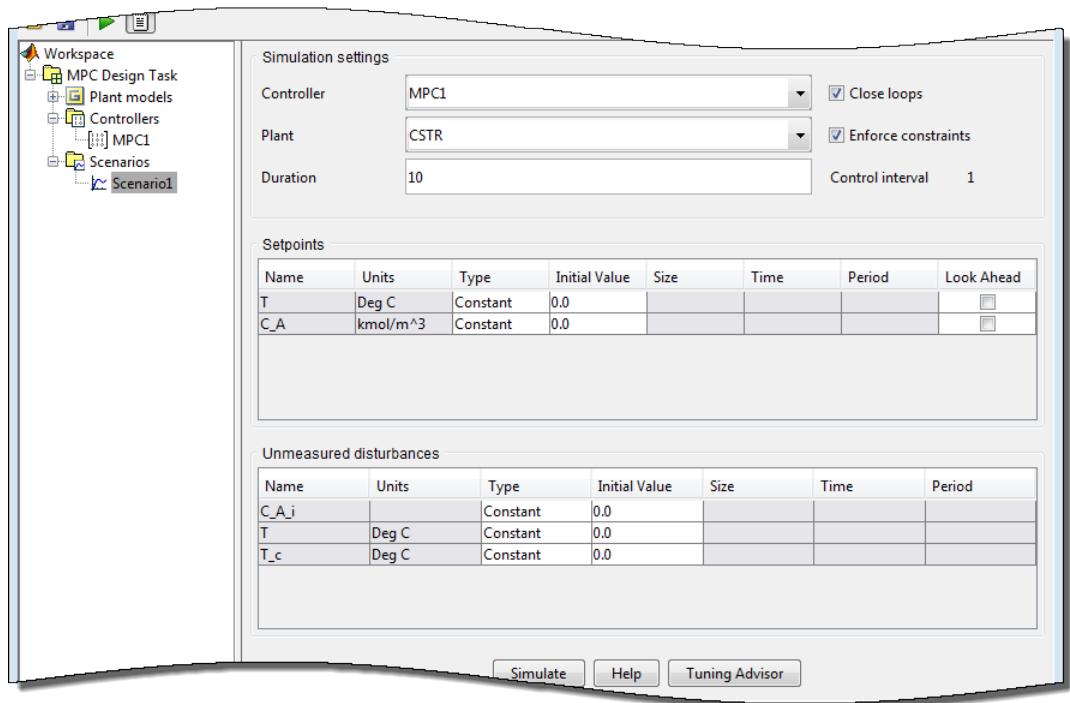 Workspace
MPC Design Task
Plant models
Controllers
MPC1
Scenarios
Scenario1
Simulation settings
Controller MPC1 Close loops
Plant CSTR Enforce constraints
Duration 10 Control interval 1
Setpoints
Name Units Type Initial Value Size Time Period Look Ahead
T Deg C Constant 0.0
C_A kmol/m^3 Constant 0.0
Unmeasured disturbances
Name Units Type Initial Value Size Time Period
C_A_i Constant 0.0
T Deg C Constant 0.0
T_c Deg C Constant 0.0
Simulate Help Tuning Advisor